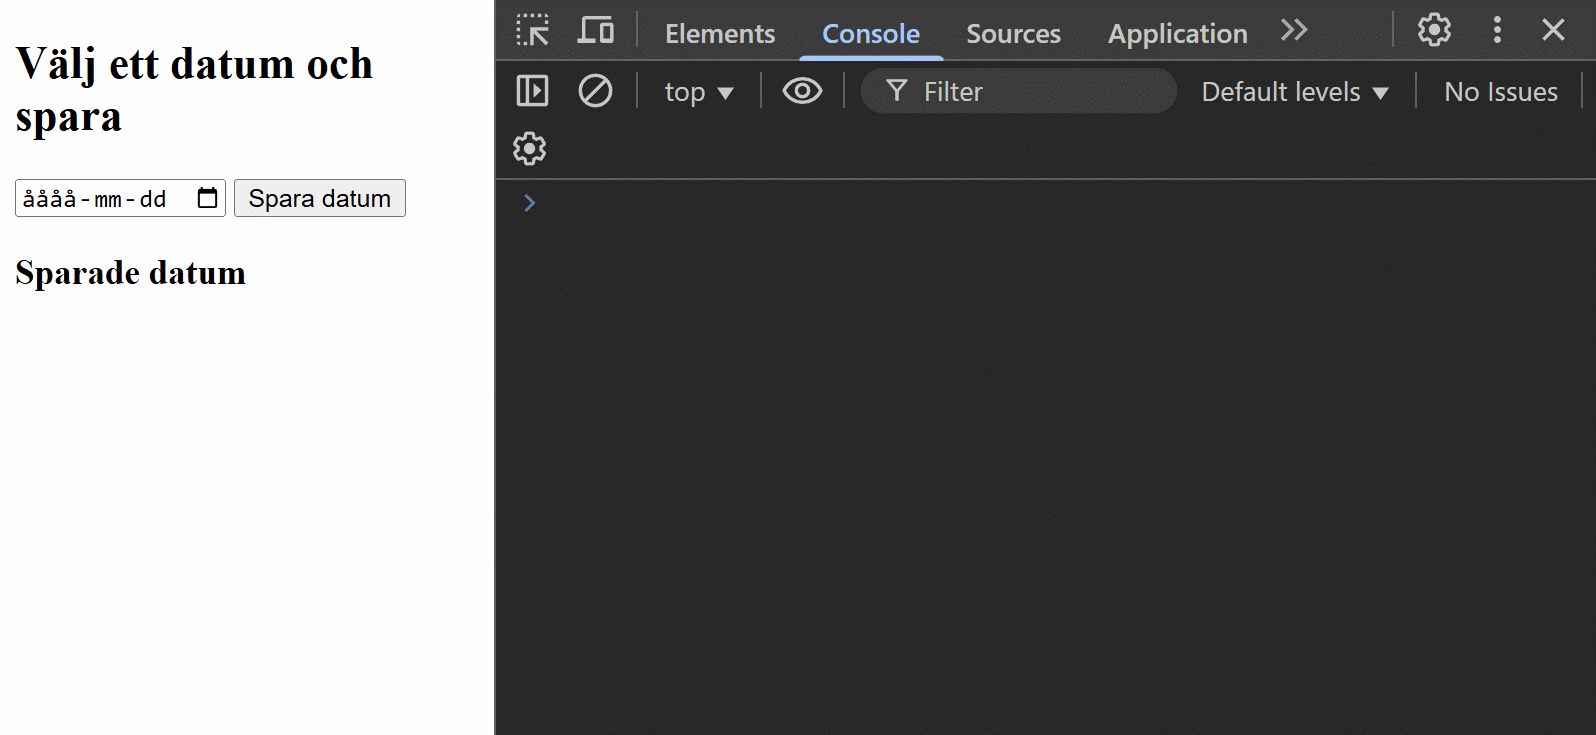 Välj ett datum och
spara
åååå-mm-dd Spara datum
Sparade datum
Elements Console Sources Application
top Filter Default levels No Issues